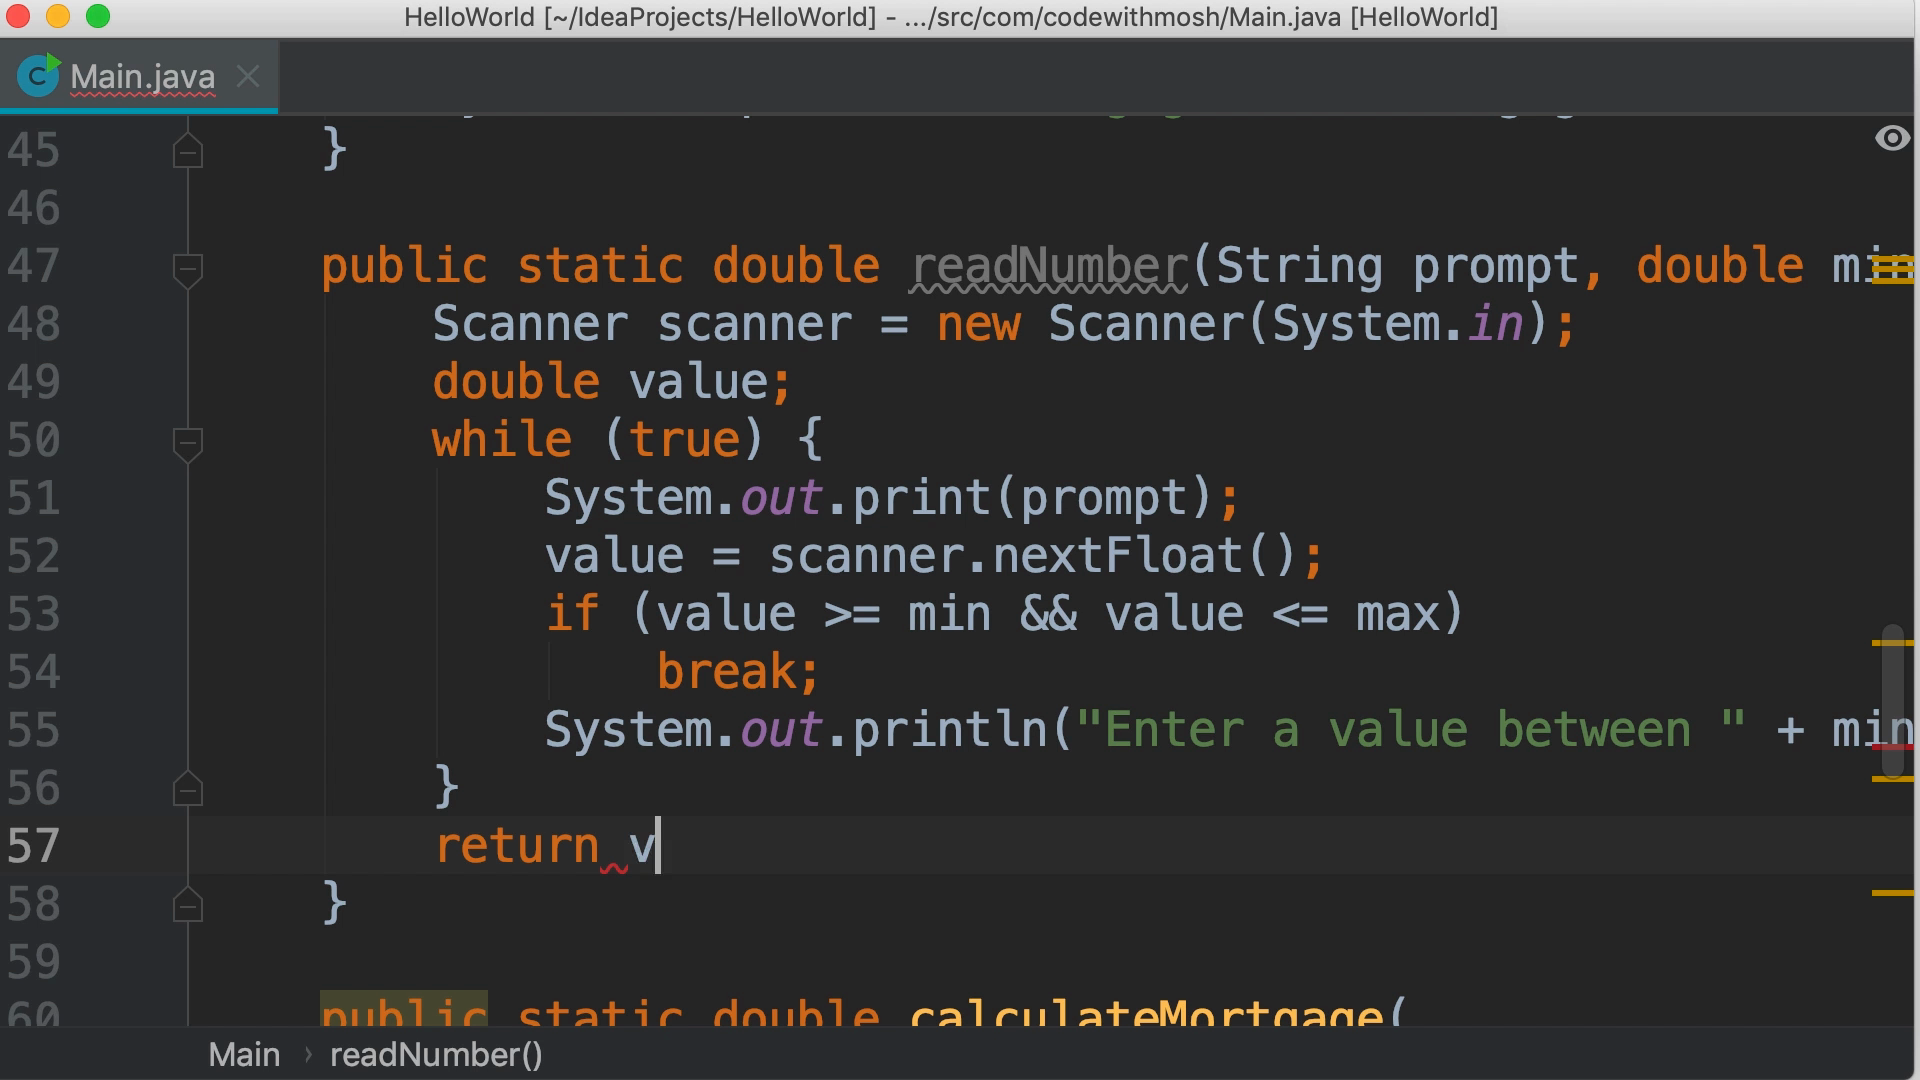 HelloWorld [~/IdeaProjects/HelloWorld] - .../src/com/codewithmosh/Main.java [HelloWorld]
C Main.java
45 }
46
47 public static double readNumber(String prompt, double min
48 Scanner scanner = new Scanner(System.in);
49 double value;
50 while (true) {
51 System.out.print(prompt);
52 value = scanner.nextFloat();
53 if (value >= min && value <= max)
54 break;
55 System.out.println("Enter a value between " + min
56 }
57 return v
58 }
59
60 public static double calculateMortgage(
Main › readNumber()